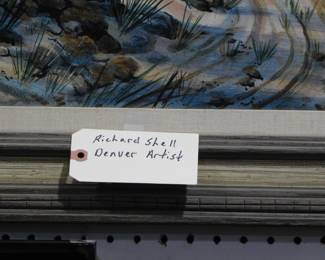 Richard Shell
Denver Artist